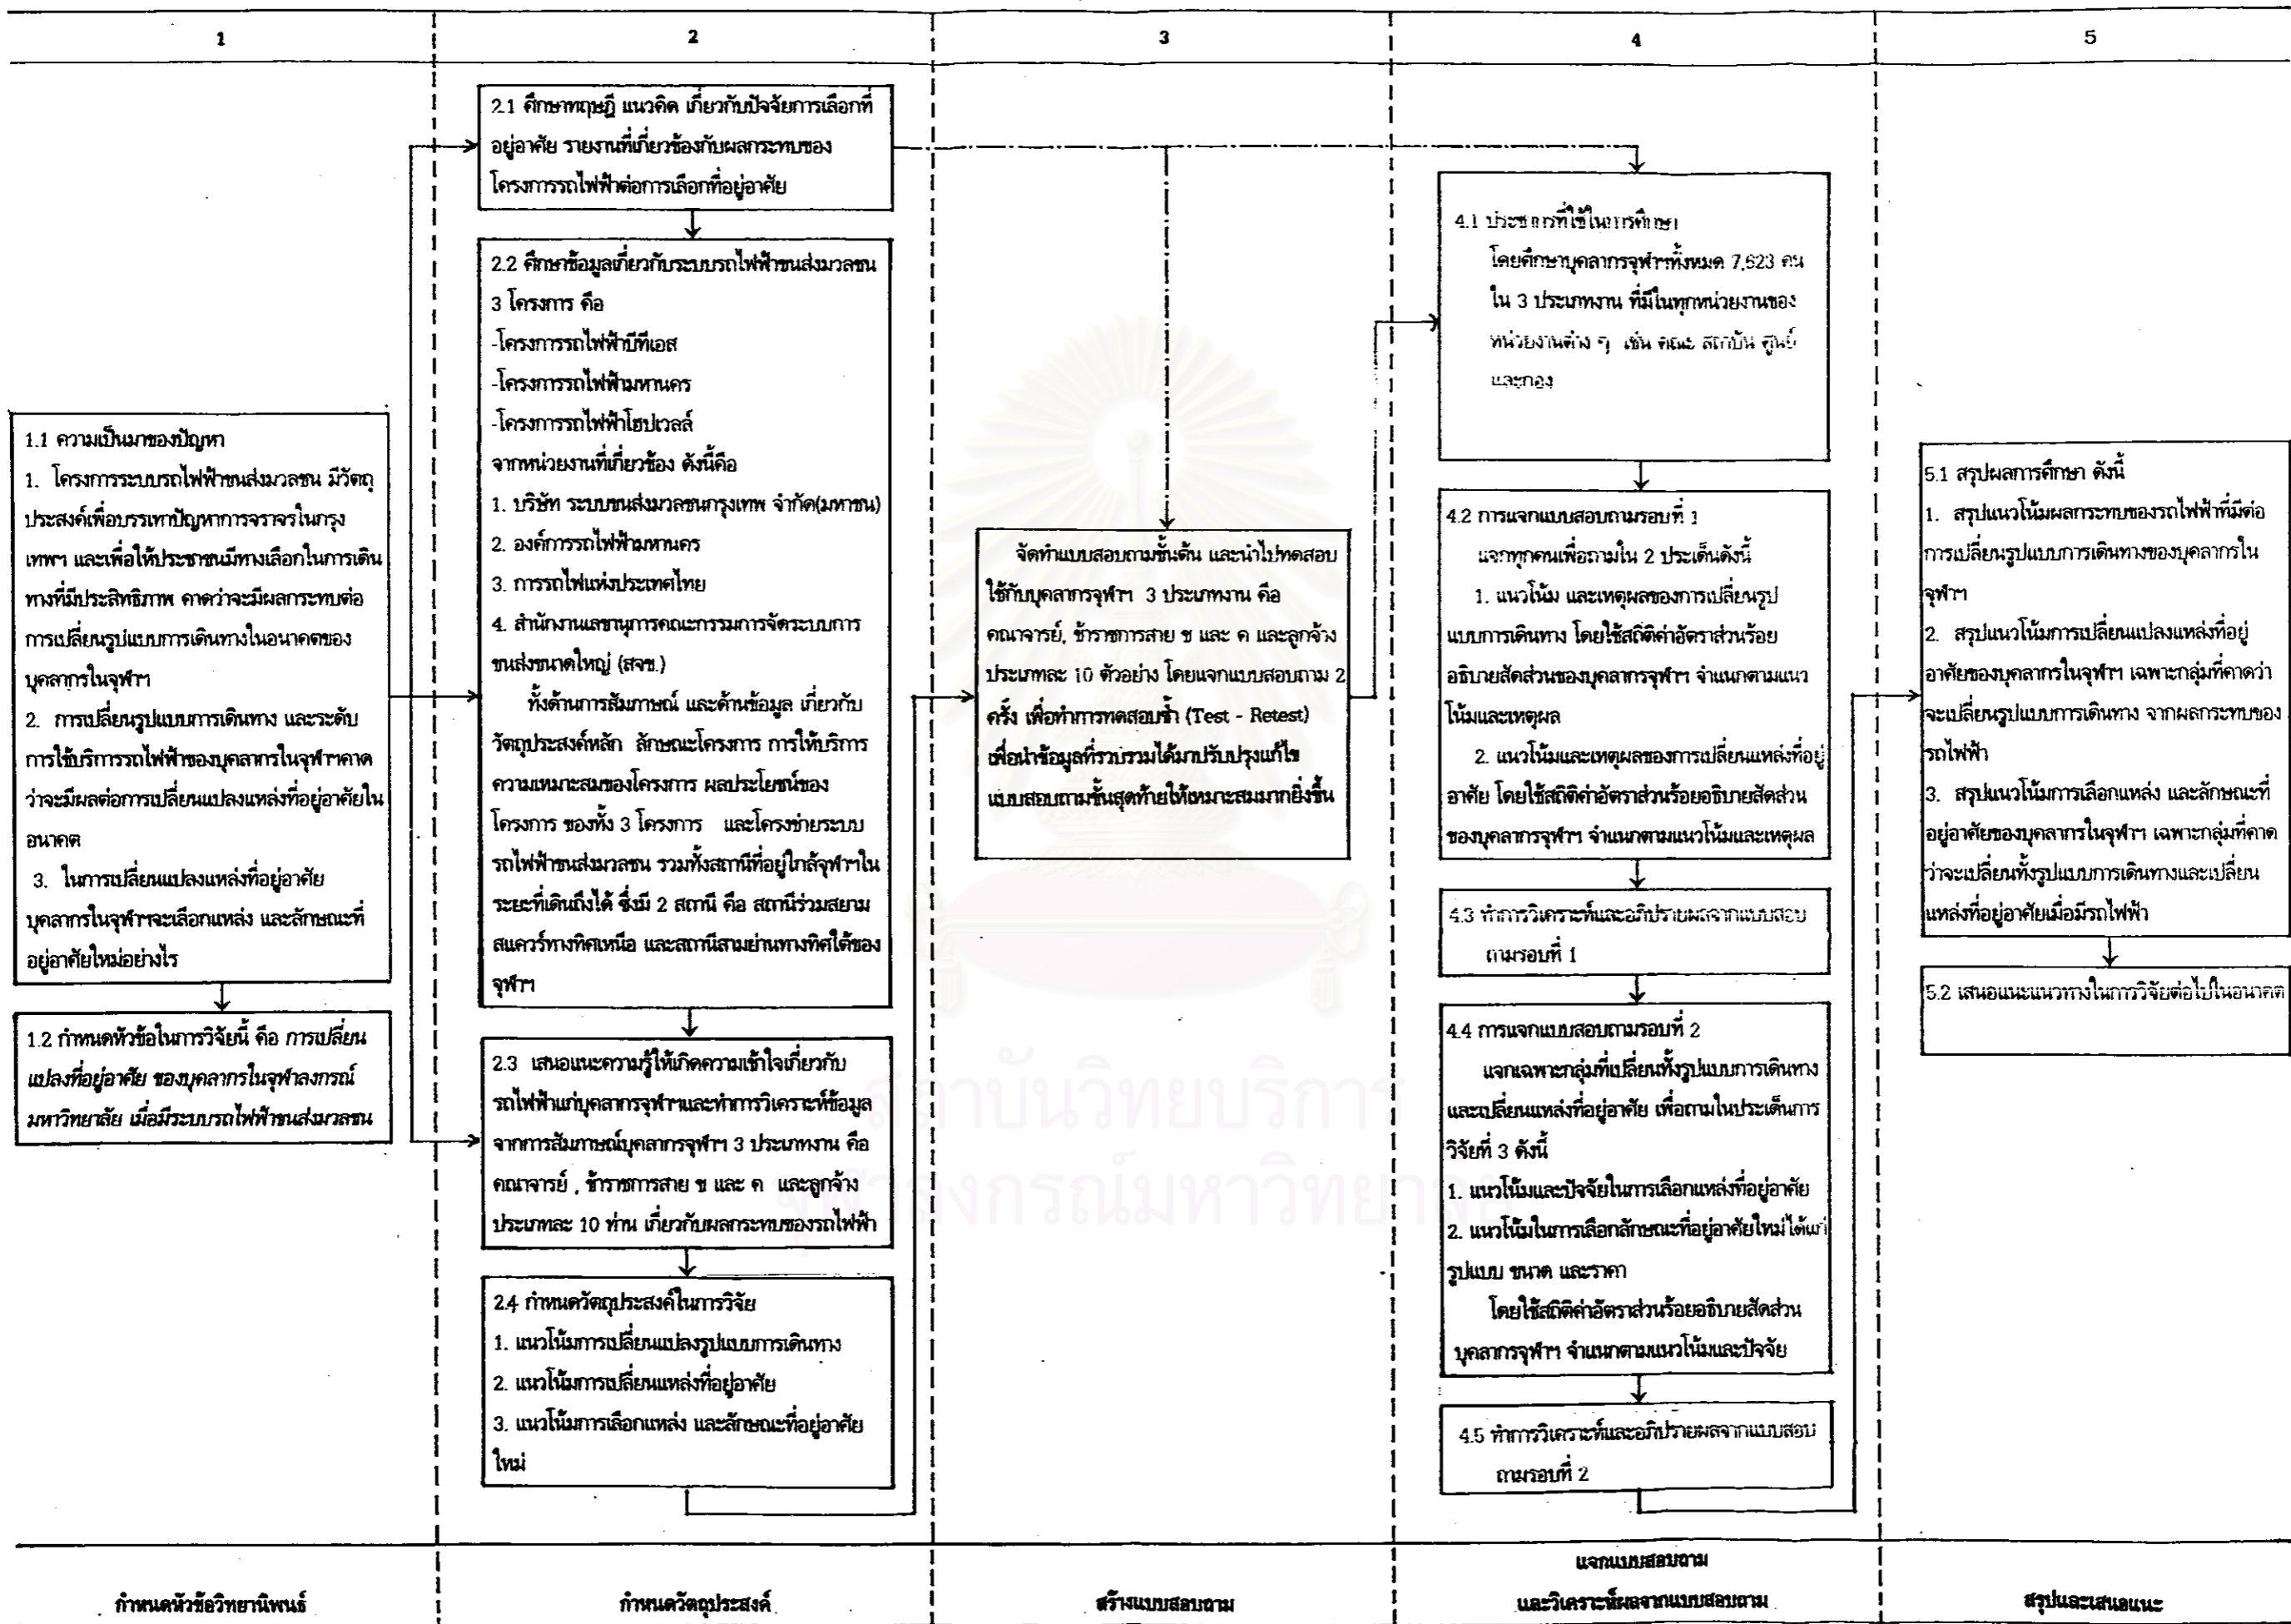 1
2
3
4
5
1.1 ความเป็นมาของปัญหา
1. โครงการระบบรถไฟฟ้าขนส่งมวลชน มีวัตถุ
ประสงค์เพื่อบรรเทาปัญหาการจราจรในกรุง
เทพฯ และเพื่อให้ประชาชนมีทางเลือกในการเดิน
ทางที่มีประสิทธิภาพ คาดว่าจะมีผลกระทบต่อ
การเปลี่ยนรูปแบบการเดินทางในอนาคตของ
บุคลากรในจุฬาฯ
2. การเปลี่ยนรูปแบบการเดินทาง และระดับ
การใช้บริการรถไฟฟ้าของบุคลากรในจุฬาฯคาด
ว่าจะมีผลต่อการเปลี่ยนแปลงแหล่งที่อยู่อาศัยใน
อนาคต
3. ในการเปลี่ยนแปลงแหล่งที่อยู่อาศัย
บุคลากรในจุฬาฯจะเลือกแหล่ง และลักษณะที่
อยู่อาศัยใหม่อย่างไร
1.2 กำหนดหัวข้อในการวิจัยนี้ คือ การเปลี่ยน
แปลงที่อยู่อาศัย ของบุคลากรในจุฬาลงกรณ์
มหาวิทยาลัย เมื่อมีระบบรถไฟฟ้าขนส่งมวลชน
2.1 ศึกษาทฤษฎี แนวคิด เกี่ยวกับปัจจัยการเลือกที่
อยู่อาศัย รายงานที่เกี่ยวข้องกับผลกระทบของ
โครงการรถไฟฟ้าต่อการเลือกที่อยู่อาศัย
2.2 ศึกษาข้อมูลเกี่ยวกับระบบรถไฟฟ้าขนส่งมวลชน
3 โครงการ คือ
-โครงการรถไฟฟ้าบีทีเอส
-โครงการรถไฟฟ้ามหานคร
-โครงการรถไฟฟ้าโฮปเวลล์
จากหน่วยงานที่เกี่ยวข้อง ดังนี้คือ
1. บริษัท ระบบขนส่งมวลชนกรุงเทพ จำกัด(มหาชน)
2. องค์การรถไฟฟ้ามหานคร
3. การรถไฟแห่งประเทศไทย
4. สำนักงานเลขานุการคณะกรรมการจัดระบบการ
ขนส่งขนาดใหญ่ (สจข.)
ทั้งด้านการสัมภาษณ์ และด้านข้อมูล เกี่ยวกับ
วัตถุประสงค์หลัก ลักษณะโครงการ การให้บริการ
ความเหมาะสมของโครงการ ผลประโยชน์ของ
โครงการ ของทั้ง 3 โครงการ และโครงข่ายระบบ
รถไฟฟ้าขนส่งมวลชน รวมทั้งสถานีที่อยู่ใกล้จุฬาฯใน
ระยะที่เดินถึงได้ ซึ่งมี 2 สถานี คือ สถานีร่วมสยาม
สแควร์ทางทิศเหนือ และสถานีสามย่านทางทิศใต้ของ
จุฬาฯ
2.3 เสนอแนะความรู้ให้เกิดความเข้าใจเกี่ยวกับ
รถไฟฟ้าแก่บุคลากรจุฬาฯและทำการวิเคราะห์ข้อมูล
จากการสัมภาษณ์บุคลากรจุฬาฯ 3 ประเภทงาน คือ
คณาจารย์ , ข้าราชการสาย ข และ ค และลูกจ้าง
ประเภทละ 10 ท่าน เกี่ยวกับผลกระทบของรถไฟฟ้า
2.4 กำหนดวัตถุประสงค์ในการวิจัย
1. แนวโน้มการเปลี่ยนแปลงรูปแบบการเดินทาง
2. แนวโน้มการเปลี่ยนแหล่งที่อยู่อาศัย
3. แนวโน้มการเลือกแหล่ง และลักษณะที่อยู่อาศัย
ใหม่
จัดทำแบบสอบถามขั้นต้น และนำไปทดสอบ
ใช้กับบุคลากรจุฬาฯ 3 ประเภทงาน คือ
คณาจารย์, ข้าราชการสาย ข และ ค และลูกจ้าง
ประเภทละ 10 ตัวอย่าง โดยแจกแบบสอบถาม 2
ครั้ง เพื่อทำการทดสอบซ้ำ (Test - Retest)
เพื่อนำข้อมูลที่รวบรวมได้มาปรับปรุงแก้ไข
แบบสอบถามขั้นสุดท้ายให้เหมาะสมมากยิ่งขึ้น
4.1 ประชากรที่ใช้ในการศึกษา
โดยศึกษาบุคลากรจุฬาฯทั้งหมด 7,623 คน
ใน 3 ประเภทงาน ที่มีในทุกหน่วยงานของ
หน่วยงานต่าง ๆ เช่น คณะ สถาบัน ศูนย์
และกอง
4.2 การแจกแบบสอบถามรอบที่ 1
แจกทุกคนเพื่อถามใน 2 ประเด็นดังนี้
1. แนวโน้ม และเหตุผลของการเปลี่ยนรูป
แบบการเดินทาง โดยใช้สถิติค่าอัตราส่วนร้อย
อธิบายสัดส่วนของบุคลากรจุฬาฯ จำแนกตามแนว
โน้มและเหตุผล
2. แนวโน้มและเหตุผลของการเปลี่ยนแหล่งที่อยู่
อาศัย โดยใช้สถิติค่าอัตราส่วนร้อยอธิบายสัดส่วน
ของบุคลากรจุฬาฯ จำแนกตามแนวโน้มและเหตุผล
4.3 ทำการวิเคราะห์และอภิปรายผลจากแบบสอบ
ถามรอบที่ 1
4.4 การแจกแบบสอบถามรอบที่ 2
แจกเฉพาะกลุ่มที่เปลี่ยนทั้งรูปแบบการเดินทาง
และเปลี่ยนแหล่งที่อยู่อาศัย เพื่อถามในประเด็นการ
วิจัยที่ 3 ดังนี้
1. แนวโน้มและปัจจัยในการเลือกแหล่งที่อยู่อาศัย
2. แนวโน้มในการเลือกลักษณะที่อยู่อาศัยใหม่ ได้แก่
รูปแบบ ขนาด และราคา
โดยใช้สถิติค่าอัตราส่วนร้อยอธิบายสัดส่วน
บุคลากรจุฬาฯ จำแนกตามแนวโน้มและปัจจัย
4.5 ทำการวิเคราะห์และอภิปรายผลจากแบบสอบ
ถามรอบที่ 2
5.1 สรุปผลการศึกษา ดังนี้
1. สรุปแนวโน้มผลกระทบของรถไฟฟ้าที่มีต่อ
การเปลี่ยนรูปแบบการเดินทางของบุคลากรใน
จุฬาฯ
2. สรุปแนวโน้มการเปลี่ยนแปลงแหล่งที่อยู่
อาศัยของบุคลากรในจุฬาฯ เฉพาะกลุ่มที่คาดว่า
จะเปลี่ยนรูปแบบการเดินทาง จากผลกระทบของ
รถไฟฟ้า
3. สรุปแนวโน้มการเลือกแหล่ง และลักษณะที่
อยู่อาศัยของบุคลากรในจุฬาฯ เฉพาะกลุ่มที่คาด
ว่าจะเปลี่ยนทั้งรูปแบบการเดินทางและเปลี่ยน
แหล่งที่อยู่อาศัยเมื่อมีรถไฟฟ้า
5.2 เสนอแนะแนวทางในการวิจัยต่อไปในอนาคต
สถาบันวิทยบริการ
จุฬาลงกรณ์มหาวิทยาลัย
กำหนดหัวข้อวิทยานิพนธ์
กำหนดวัตถุประสงค์
สร้างแบบสอบถาม
แจกแบบสอบถาม
และวิเคราะห์ผลจากแบบสอบถาม
สรุปและเสนอแนะ